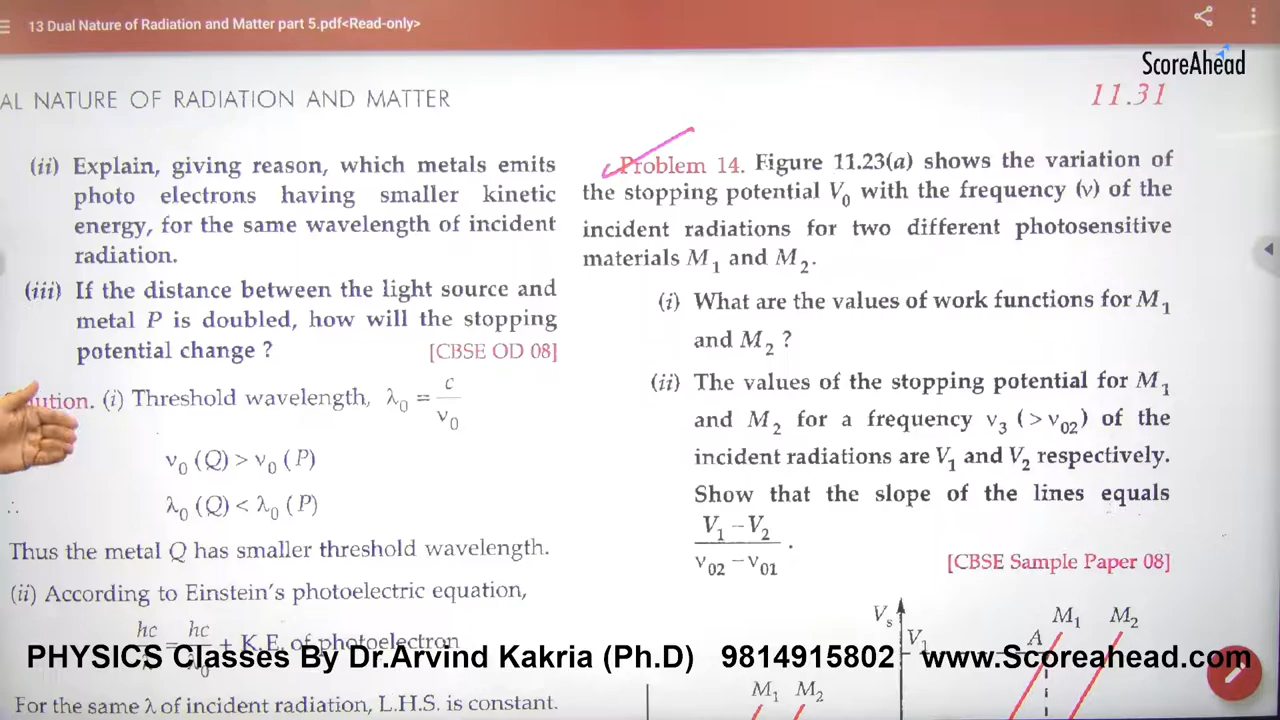 13 Dual Nature of Radiation and Matter part 5.pdf<Read-only>
ScoreAhead
AL NATURE OF RADIATION AND MATTER
11.31
(ii) Explain, giving reason, which metals emits
photo electrons having smaller kinetic
energy, for the same wavelength of incident
radiation.
(iii) If the distance between the light source and
metal P is doubled, how will the stopping
potential change ? [CBSE OD 08]
(i) Threshold wavelength, λ₀ = c / ν₀
ν₀ (Q) > ν₀ (P)
∴ λ₀ (Q) < λ₀ (P)
Thus the metal Q has smaller threshold wavelength.
(ii) According to Einstein's photoelectric equation,
hc / λ = hc / λ₀ + K.E. of photoelectron
For the same λ of incident radiation, L.H.S. is constant.
Problem 14. Figure 11.23(a) shows the variation of
the stopping potential V₀ with the frequency (ν) of the
incident radiations for two different photosensitive
materials M₁ and M₂.
(i) What are the values of work functions for M₁
and M₂ ?
(ii) The values of the stopping potential for M₁
and M₂ for a frequency ν₃ ( > ν₀₂ ) of the
incident radiations are V₁ and V₂ respectively.
Show that the slope of the lines equals
V₁ − V₂ / ν₀₂ − ν₀₁ .
[CBSE Sample Paper 08]
Vₛ
V₁
A
M₁ M₂
M₁ M₂
PHYSICS Classes By Dr.Arvind Kakria (Ph.D) 9814915802 www.Scoreahead.com